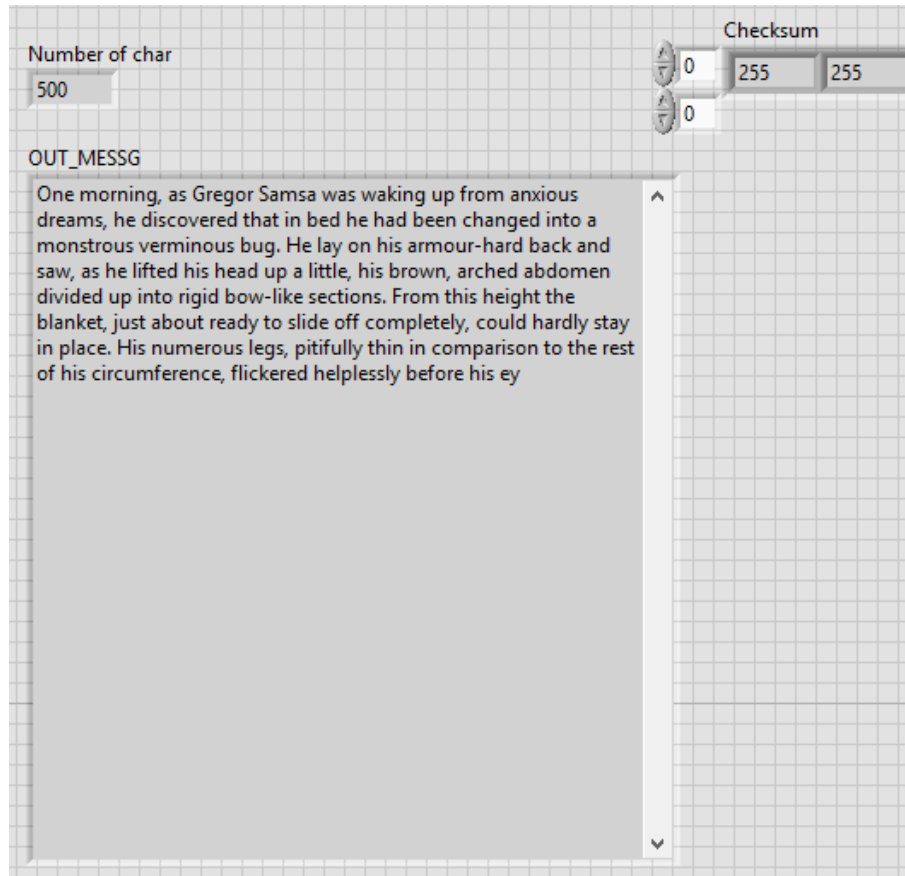 Checksum
Number of char
0
255
255
500
0
OUT_MESSG
One morning, as Gregor Samsa was waking up from anxious
dreams, he discovered that in bed he had been changed into a
monstrous verminous bug. He lay on his armour-hard back and
saw, as he lifted his head up a little, his brown, arched abdomen
divided up into rigid bow-like sections. From this height the
blanket, just about ready to slide off completely, could hardly stay
in place. His numerous legs, pitifully thin in comparison to the rest
of his circumference, flickered helplessly before his ey